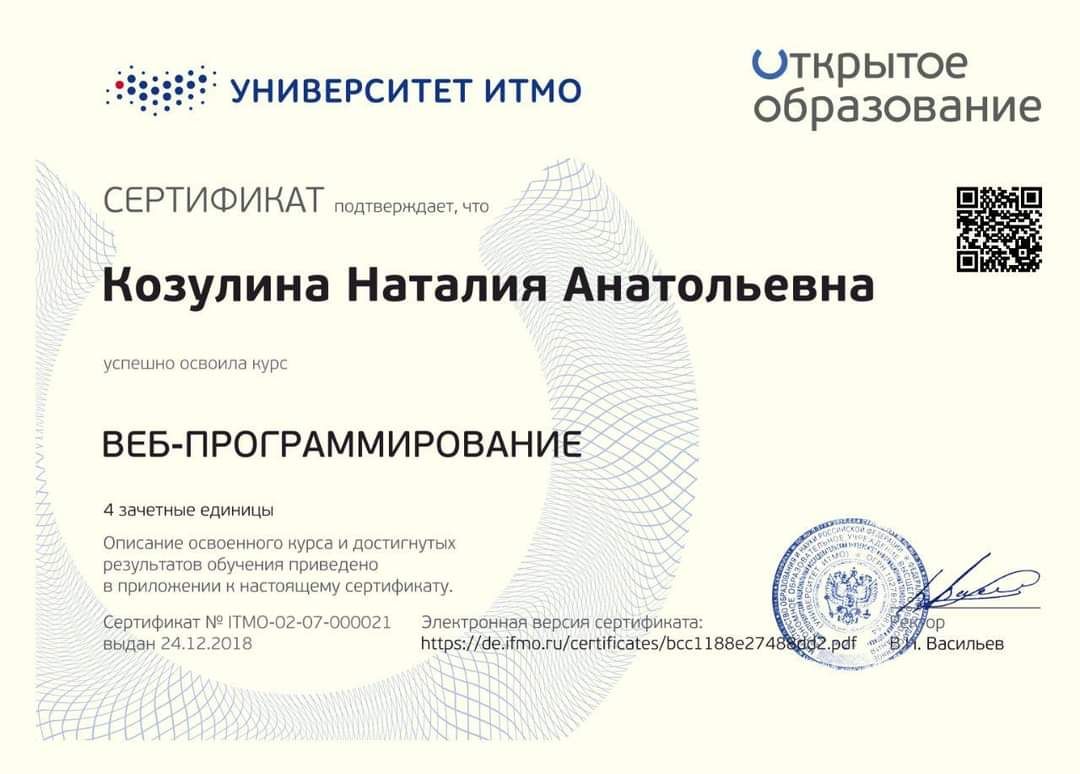 УНИВЕРСИТЕТ ИТМО
Открытое
образование
СЕРТИФИКАТ подтверждает, что
Козулина Наталия Анатольевна
успешно освоила курс
ВЕБ-ПРОГРАММИРОВАНИЕ
4 зачетные единицы
Описание освоенного курса и достигнутых
результатов обучения приведено
в приложении к настоящему сертификату.
Сертификат № ITMO-02-07-000021
выдан 24.12.2018
Электронная версия сертификата:
https://de.ifmo.ru/certificates/bcc1188e27488dd2.pdf
Ректор
В.Н. Васильев